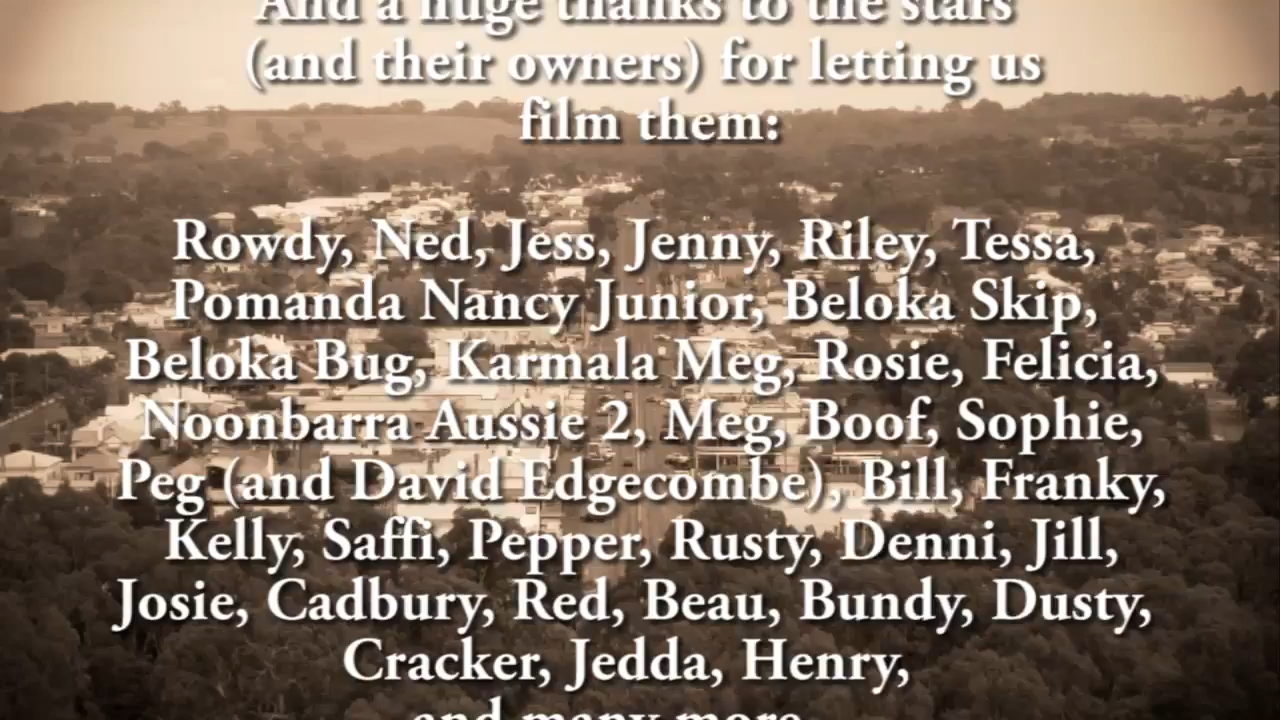 And a huge thanks to the stars
(and their owners) for letting us
film them:
Rowdy, Ned, Jess, Jenny, Riley, Tessa,
Pomanda Nancy Junior, Beloka Skip,
Beloka Bug, Karmala Meg, Rosie, Felicia,
Noonbarra Aussie 2, Meg, Boof, Sophie,
Peg (and David Edgecombe), Bill, Franky,
Kelly, Saffi, Pepper, Rusty, Denni, Jill,
Josie, Cadbury, Red, Beau, Bundy, Dusty,
Cracker, Jedda, Henry,
and many more